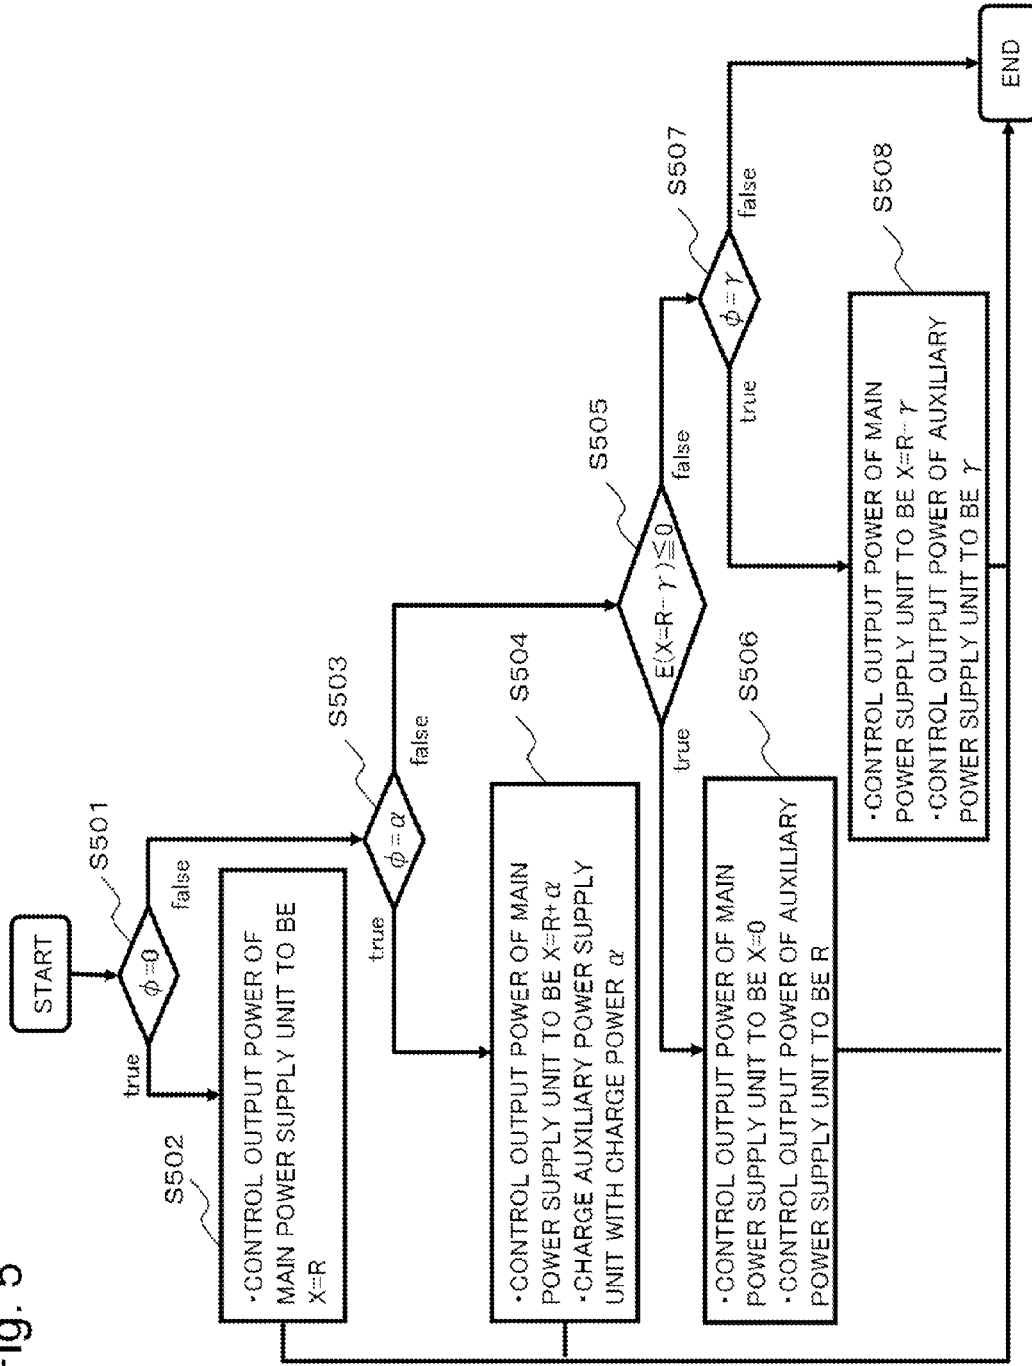 Fig. 5
START
S501
φ=0
true
false
S502
・CONTROL OUTPUT POWER OF
MAIN POWER SUPPLY UNIT TO BE
X=R
S503
φ=α
true
false
S504
・CONTROL OUTPUT POWER OF MAIN
POWER SUPPLY UNIT TO BE X=R+α
・CHARGE AUXILIARY POWER SUPPLY
UNIT WITH CHARGE POWER α
S505
E(X=R−γ)≦0
true
false
S506
・CONTROL OUTPUT POWER OF MAIN
POWER SUPPLY UNIT TO BE X=0
・CONTROL OUTPUT POWER OF AUXILIARY
POWER SUPPLY UNIT TO BE R
S507
φ=γ
true
false
S508
・CONTROL OUTPUT POWER OF MAIN
POWER SUPPLY UNIT TO BE X=R−γ
・CONTROL OUTPUT POWER OF AUXILIARY
POWER SUPPLY UNIT TO BE γ
END